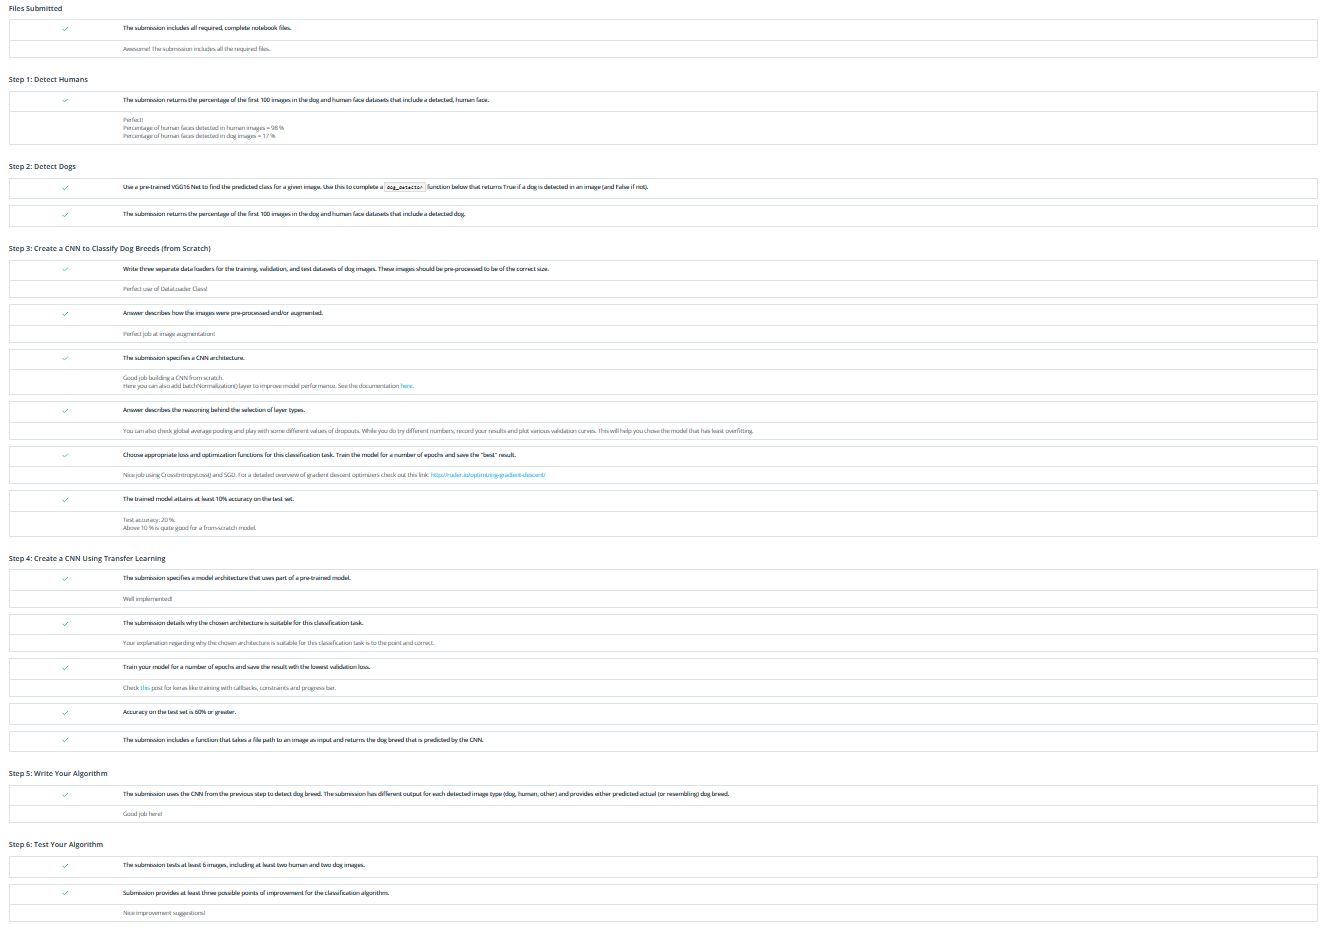 Files Submitted
The submission includes all required, complete notebook files.
Awesome! The submission includes all the required files.
Step 1: Detect Humans
The submission returns the percentage of the first 100 images in the dog and human face datasets that include a detected, human face.
Perfect!
Percentage of human faces detected in human images = 98 %
Percentage of human faces detected in dog images = 17 %
Step 2: Detect Dogs
Use a pre-trained VGG16 Net to find the predicted class for a given image. Use this to complete a dog_detector function below that returns True if a dog is detected in an image (and False if not).
The submission returns the percentage of the first 100 images in the dog and human face datasets that include a detected dog.
Step 3: Create a CNN to Classify Dog Breeds (from Scratch)
Write three separate data loaders for the training, validation, and test datasets of dog images. These images should be pre-processed to be of the correct size.
Perfect use of DataLoader Class!
Answer describes how the images were pre-processed and/or augmented.
Perfect job at image augmentation!
The submission specifies a CNN architecture.
Good job building a CNN from scratch.
Here you can also add batchNormalization() layer to improve model performance. See the documentation here.
Answer describes the reasoning behind the selection of layer types.
You can also check global average pooling and play with some different values of dropouts. While you do try different numbers, record your results and plot various validation curves. This will help you chose the model that has least overfitting.
Choose appropriate loss and optimization functions for this classification task. Train the model for a number of epochs and save the "best" result.
Nice job using CrossEntropyLoss() and SGD. For a detailed overview of gradient descent optimizers check out this link: http://ruder.io/optimizing-gradient-descent/
The trained model attains at least 10% accuracy on the test set.
Test accuracy: 20 %.
Above 10 % is quite good for a from-scratch model.
Step 4: Create a CNN Using Transfer Learning
The submission specifies a model architecture that uses part of a pre-trained model.
Well implemented!
The submission details why the chosen architecture is suitable for this classification task.
Your explanation regarding why the chosen architecture is suitable for this classification task is to the point and correct.
Train your model for a number of epochs and save the result wth the lowest validation loss.
Check this post for keras like training with callbacks, constraints and progress bar.
Accuracy on the test set is 60% or greater.
The submission includes a function that takes a file path to an image as input and returns the dog breed that is predicted by the CNN.
Step 5: Write Your Algorithm
The submission uses the CNN from the previous step to detect dog breed. The submission has different output for each detected image type (dog, human, other) and provides either predicted actual (or resembling) dog breed.
Good job here!
Step 6: Test Your Algorithm
The submission tests at least 6 images, including at least two human and two dog images.
Submission provides at least three possible points of improvement for the classification algorithm.
Nice improvement suggestions!